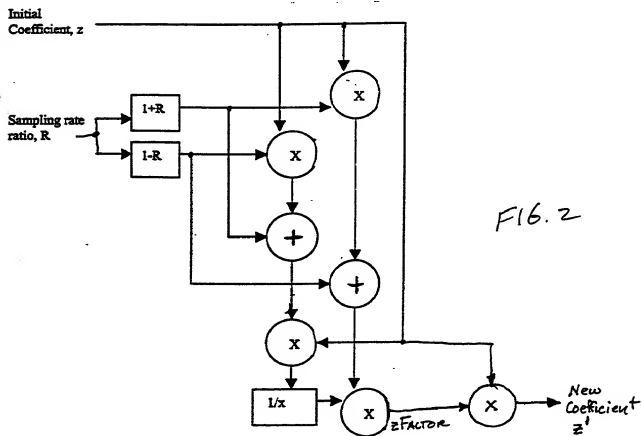 Initial
Coefficient, z
X
1+R
Sampling rate
ratio, R
1-R
X
+
FIG. 2
+
X
1/x
X
zFACTOR
X
New
Coefficient
z'